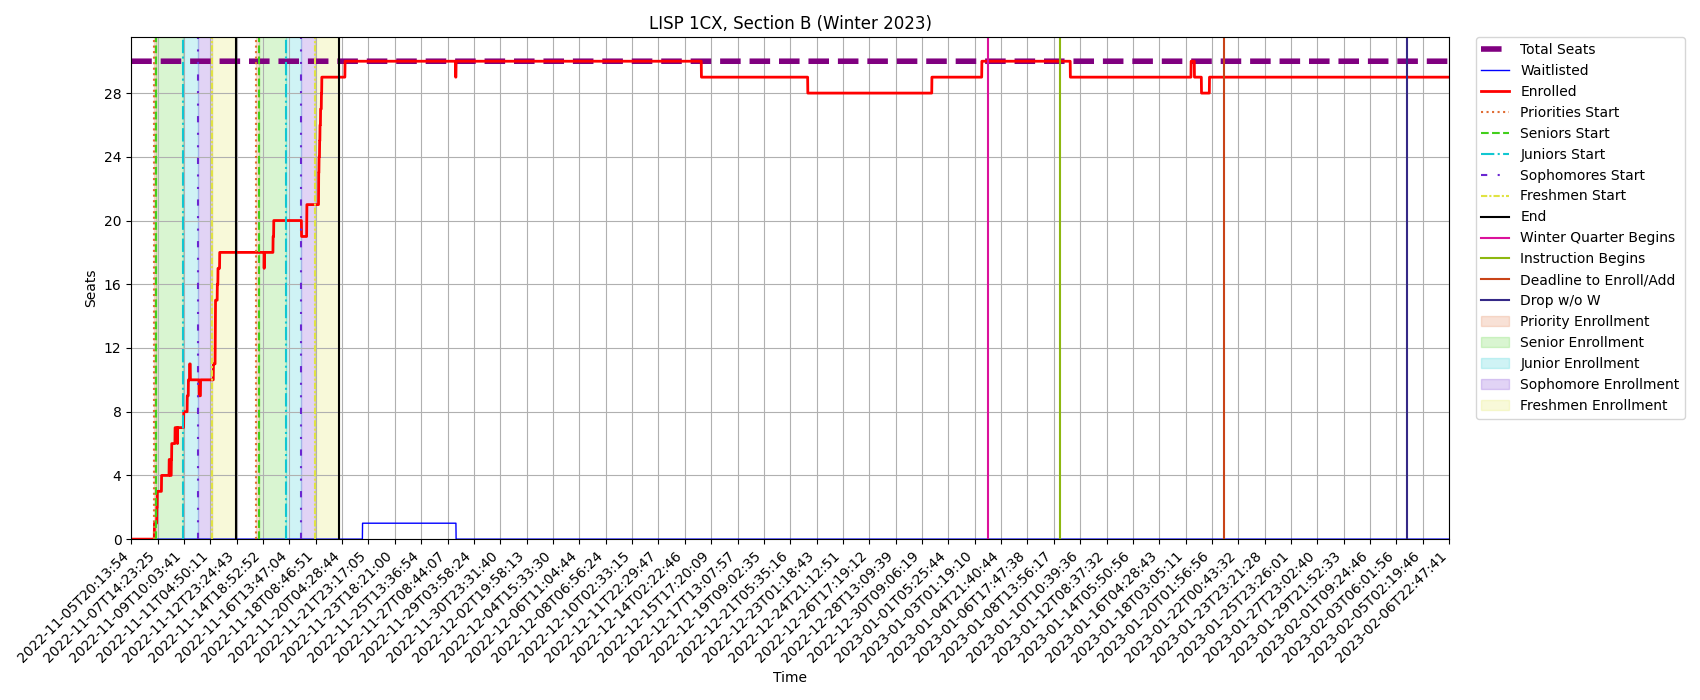 LISP 1CX, Section B (Winter 2023)
Total Seats
Waitlisted
Enrolled
Priorities Start
Seniors Start
Juniors Start
Sophomores Start
Freshmen Start
End
Winter Quarter Begins
Instruction Begins
Deadline to Enroll/Add
Drop w/o W
Priority Enrollment
Senior Enrollment
Junior Enrollment
Sophomore Enrollment
Freshmen Enrollment
Seats
28
24
20
16
12
8
4
0
2022-11-05T20:13:54
2022-11-07T14:23:25
2022-11-09T10:03:41
2022-11-11T04:50:11
2022-11-12T23:24:43
2022-11-14T18:52:52
2022-11-16T13:47:04
2022-11-18T08:46:51
2022-11-20T04:28:44
2022-11-21T23:17:05
2022-11-23T18:21:00
2022-11-25T13:36:54
2022-11-27T08:44:07
2022-11-29T03:58:24
2022-11-30T23:31:40
2022-12-02T19:58:13
2022-12-04T15:33:30
2022-12-06T11:04:44
2022-12-08T06:56:24
2022-12-10T02:33:15
2022-12-11T22:29:47
2022-12-14T02:22:46
2022-12-15T17:20:09
2022-12-17T13:07:57
2022-12-19T09:02:35
2022-12-21T05:35:16
2022-12-23T01:18:43
2022-12-24T21:12:51
2022-12-26T17:19:12
2022-12-28T13:09:39
2022-12-30T09:06:19
2023-01-01T05:25:44
2023-01-03T01:19:10
2023-01-04T21:40:44
2023-01-06T17:47:38
2023-01-08T13:56:17
2023-01-10T10:39:36
2023-01-12T08:37:32
2023-01-14T05:50:56
2023-01-16T04:28:43
2023-01-18T03:05:11
2023-01-20T01:56:56
2023-01-22T00:43:32
2023-01-23T23:21:28
2023-01-25T23:26:01
2023-01-27T23:02:40
2023-01-29T21:52:33
2023-02-01T09:24:46
2023-02-03T06:01:56
2023-02-05T02:19:46
2023-02-06T22:47:41
Time